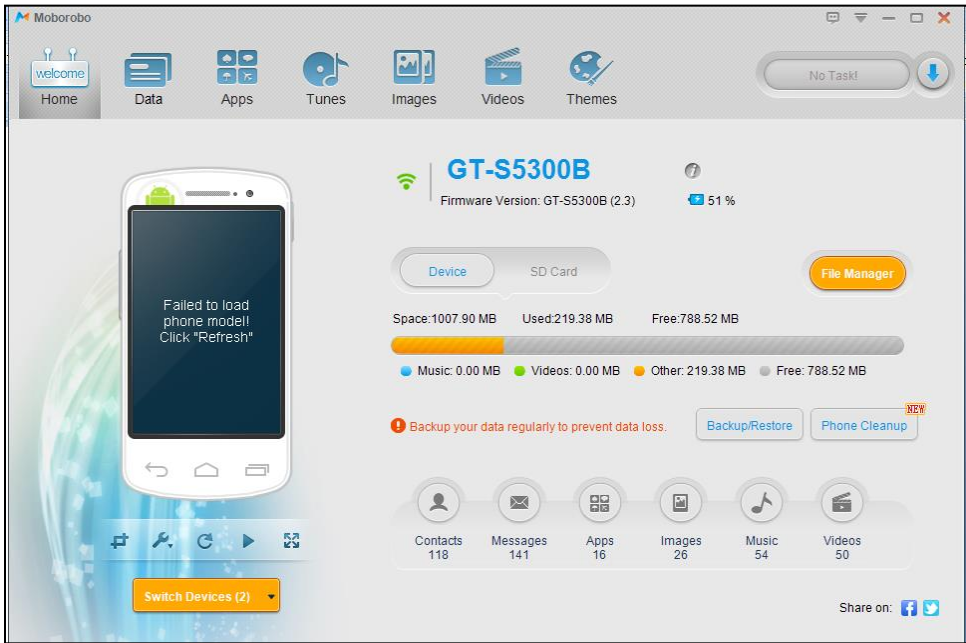 Moborobo
welcome
Home
Data
Apps
Tunes
Images
Videos
Themes
No Task!
GT-S5300B
Firmware Version: GT-S5300B (2.3)
51 %
Device
SD Card
File Manager
Failed to load
phone model!
Click "Refresh"
Space:1007.90 MB Used:219.38 MB Free:788.52 MB
Music: 0.00 MB Videos: 0.00 MB Other: 219.38 MB Free: 788.52 MB
Backup your data regularly to prevent data loss.
Backup/Restore
Phone Cleanup
NEW
Contacts
118
Messages
141
Apps
16
Images
26
Music
54
Videos
50
Switch Devices (2)
Share on: